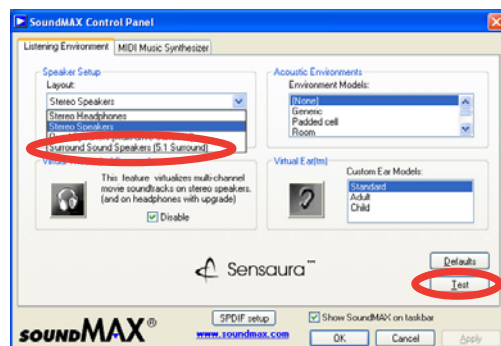 SoundMAX Control Panel
Listening Environment
MIDI Music Synthesizer
Speaker Setup
Layout:
Stereo Speakers
Stereo Headphones
Stereo Speakers
Surround Sound Speakers (5.1 Surround)
This feature virtualizes multi-channel
movie soundtracks on stereo speakers.
(and on headphones with upgrade)
Disable
Acoustic Environments
Environment Models:
(None)
Generic
Padded cell
Room
Virtual Ear(tm)
Custom Ear Models:
Standard
Adult
Child
Sensaura™
Defaults
Test
SOUNDMAX®
SPDIF setup
www.soundmax.com
Show SoundMAX on taskbar
OK
Cancel
Apply